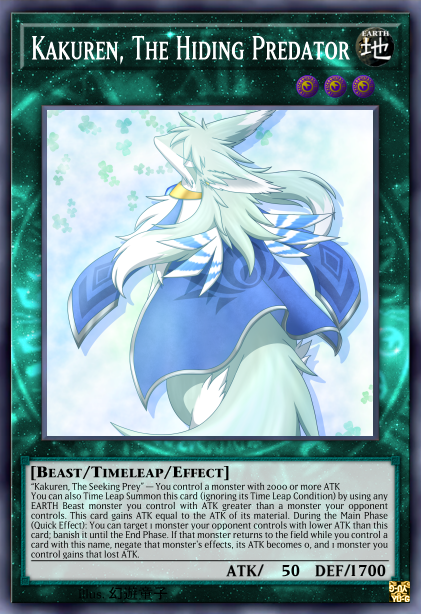 Kakuren, The Hiding Predator
EARTH
地
[Beast/Timeleap/Effect]
"Kakuren, The Seeking Prey" — You control a monster with 2000 or more ATK
You can also Time Leap Summon this card (ignoring its Time Leap Condition) by using any
EARTH Beast monster you control with ATK greater than a monster your opponent
controls. This card gains ATK equal to the ATK of its material. During the Main Phase
(Quick Effect): You can target 1 monster your opponent controls with lower ATK than this
card; banish it until the End Phase. If that monster returns to the field while you control a
card with this name, negate that monster's effects, its ATK becomes 0, and 1 monster you
control gains that lost ATK.
ATK/ 50 DEF/1700
illus. 幻遊童子